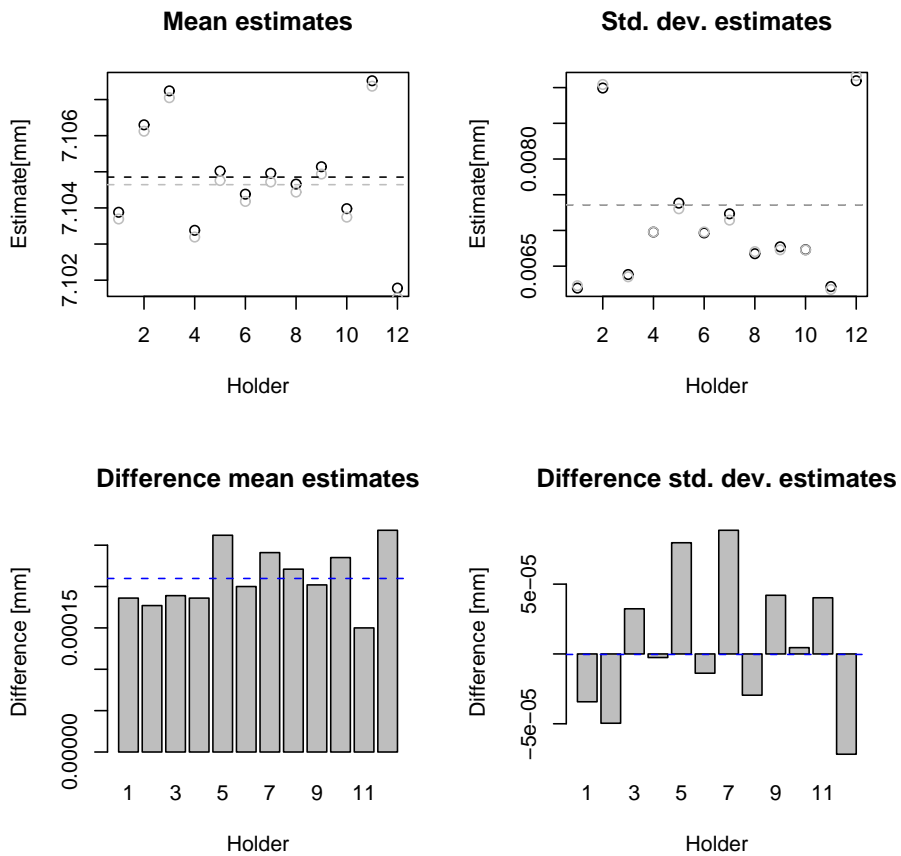 Mean estimates
Estimate[mm]
7.102
7.104
7.106
2 4 6 8 10 12
Holder
Std. dev. estimates
Estimate[mm]
0.0065
0.0080
2 4 6 8 10 12
Holder
Difference mean estimates
Difference [mm]
0.00000
0.00015
1 3 5 7 9 11
Holder
Difference std. dev. estimates
Difference [mm]
−5e−05
5e−05
1 3 5 7 9 11
Holder